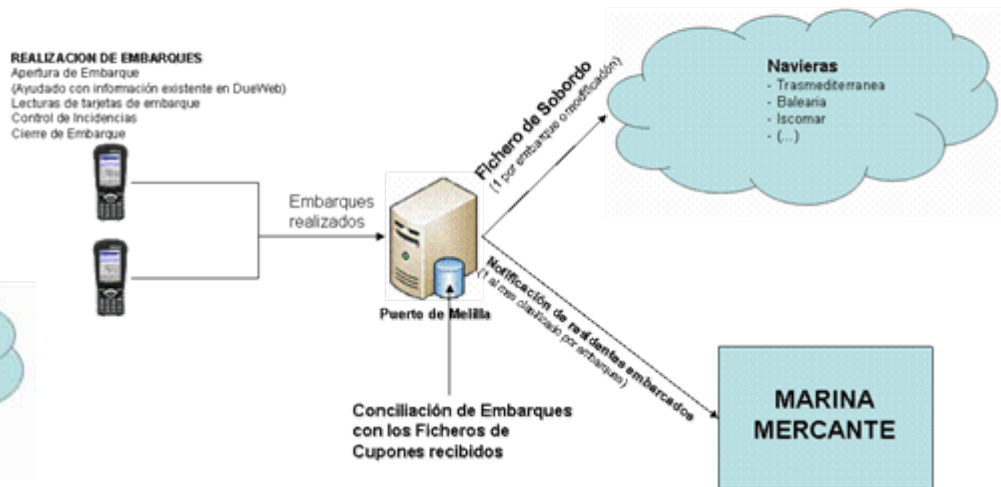 REALIZACION DE EMBARQUES
Apertura de Embarque
(Ayudado con información existente en DueWeb)
Lecturas de tarjetas de embarque
Control de Incidencias
Cierre de Embarque
Embarques
realizados
Puerto de Melilla
Conciliación de Embarques
con los Ficheros de
Cupones recibidos
Fichero de Sobordo
(1 por embarque o modificación)
Navieras
- Trasmediterranea
- Balearia
- Iscomar
- (...)
Notificación de residentes embarcados
(1 al mes clasificado por embarques)
MARINA
MERCANTE